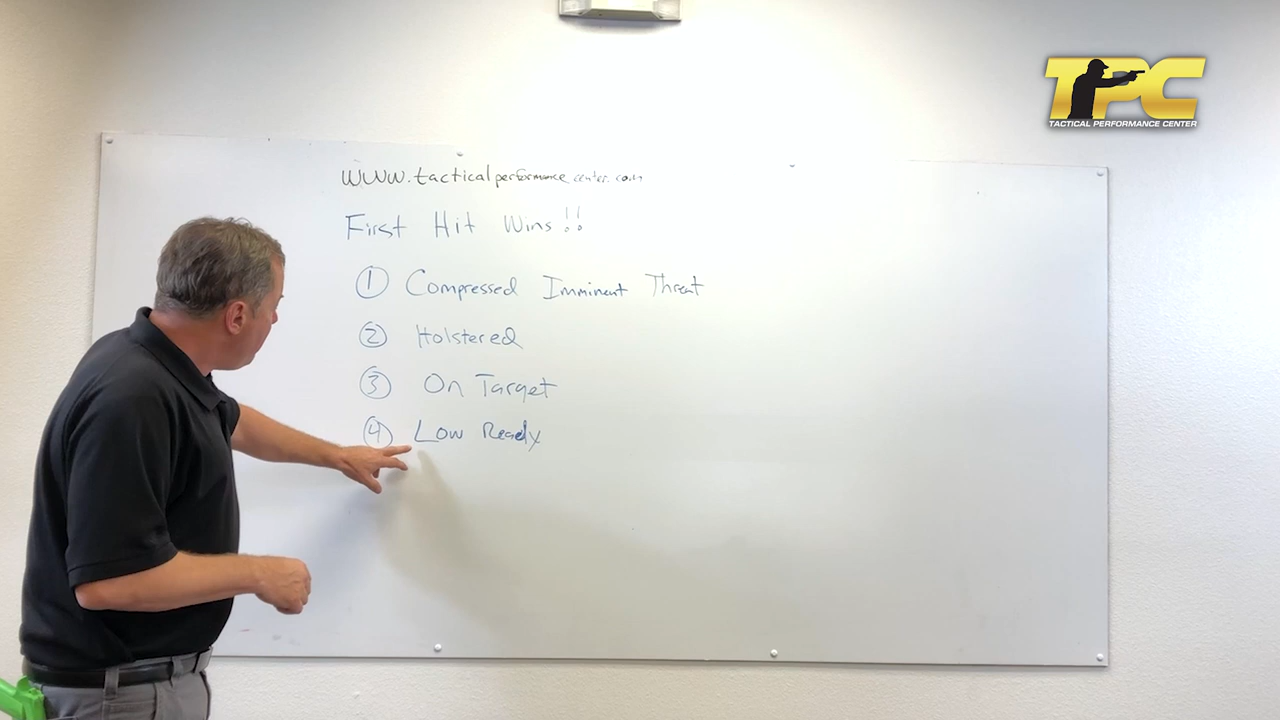 TPC
TACTICAL PERFORMANCE CENTER
www.tacticalperformancecenter.com
First Hit Wins!!
① Compressed Imminent Threat
② Holstered
③ On Target
④ Low Ready